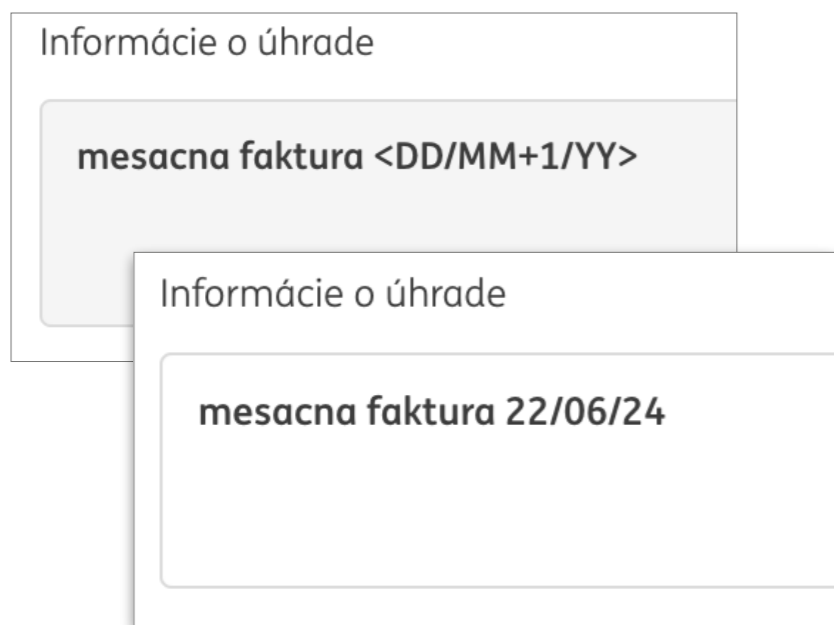 Informácie o úhrade
mesacna faktura <DD/MM+1/YY>
Informácie o úhrade
mesacna faktura 22/06/24